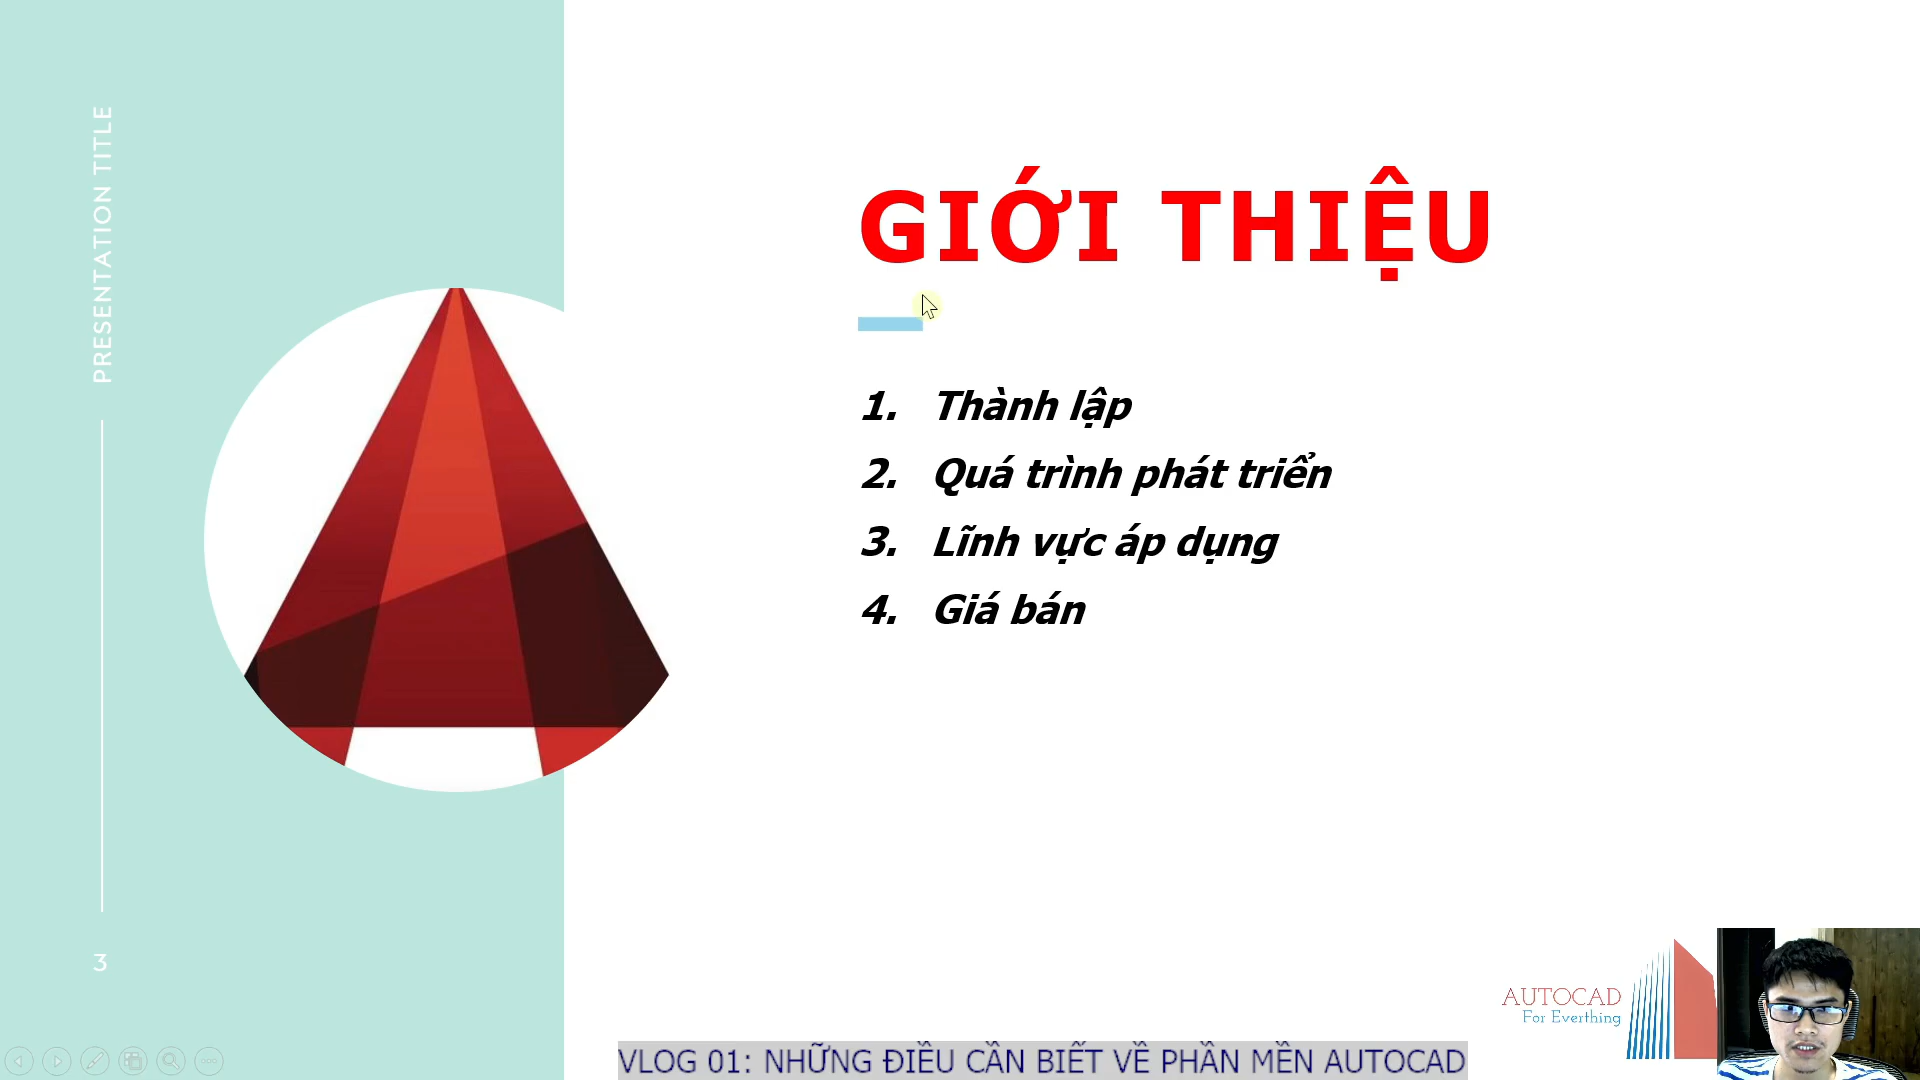 PRESENTATION TITLE
3
GIỚI THIỆU
1. Thành lập
2. Quá trình phát triển
3. Lĩnh vực áp dụng
4. Giá bán
AUTOCAD
For Everthing
VLOG 01: NHỮNG ĐIỀU CẦN BIẾT VỀ PHẦN MỀN AUTOCAD